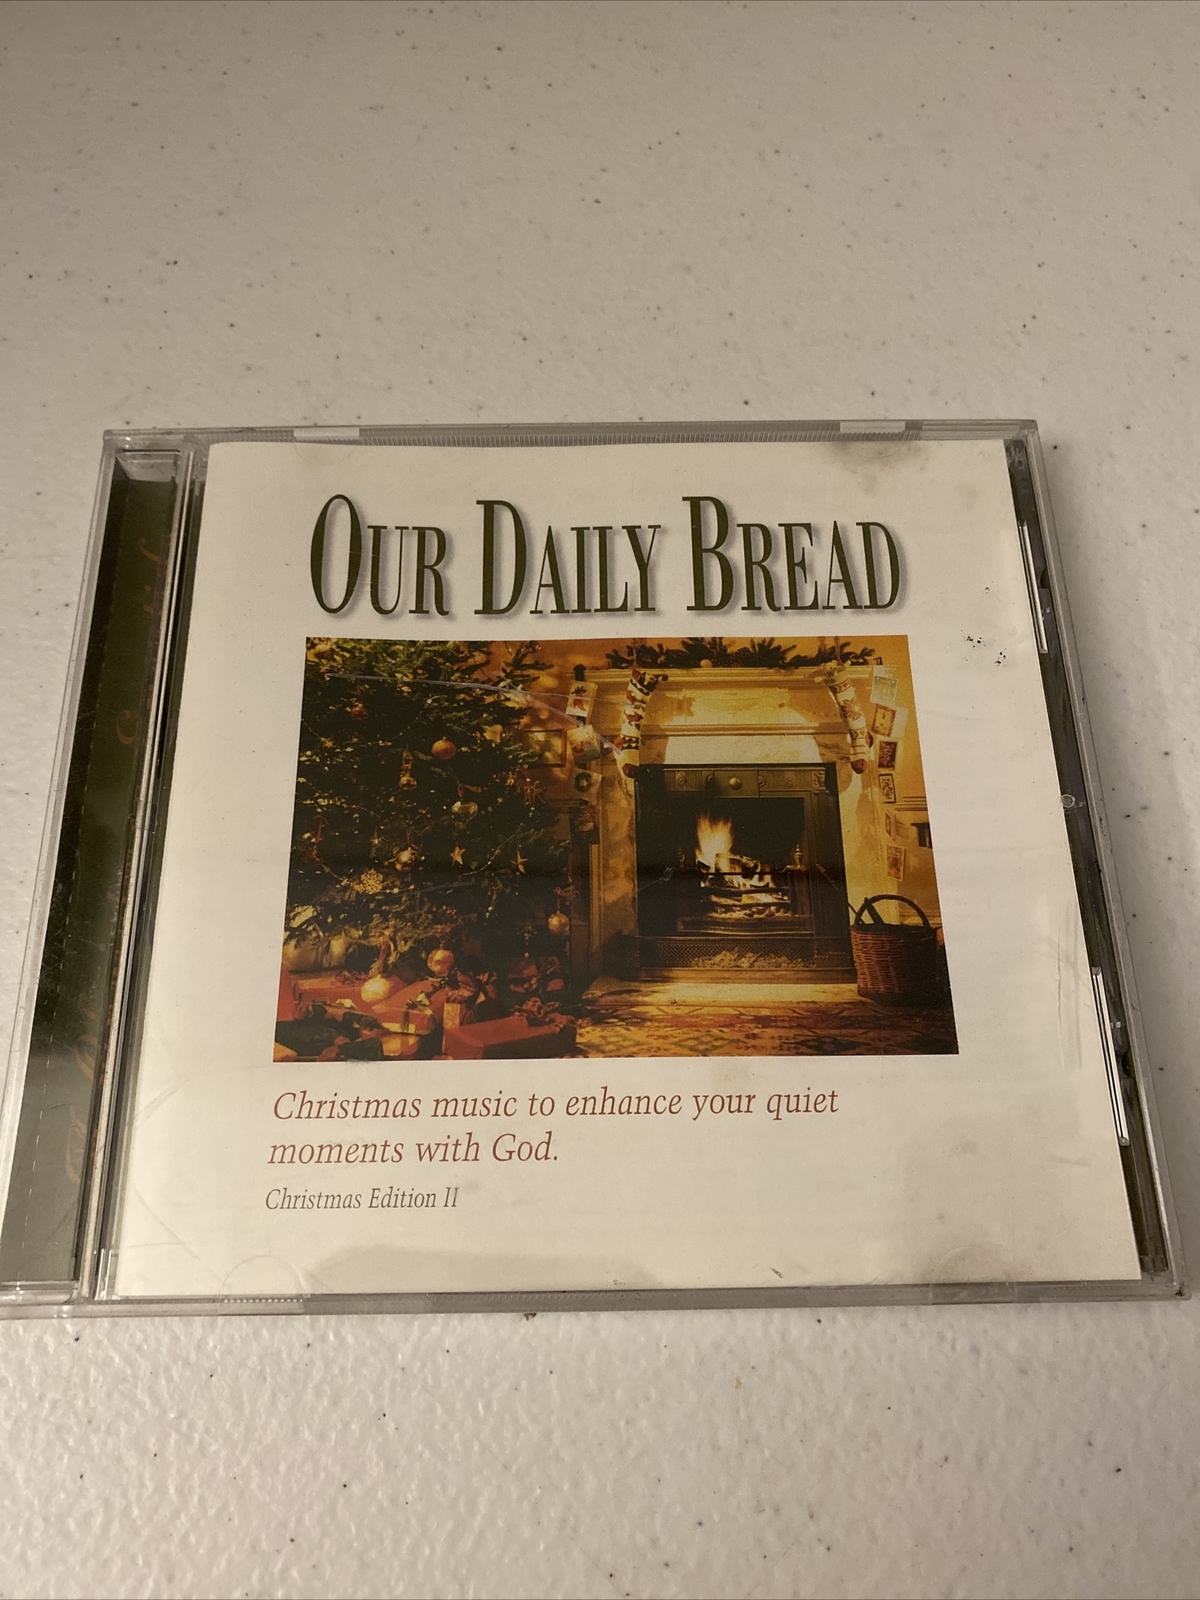 OUR DAILY BREAD
Christmas music to enhance your quiet
moments with God.
Christmas Edition II